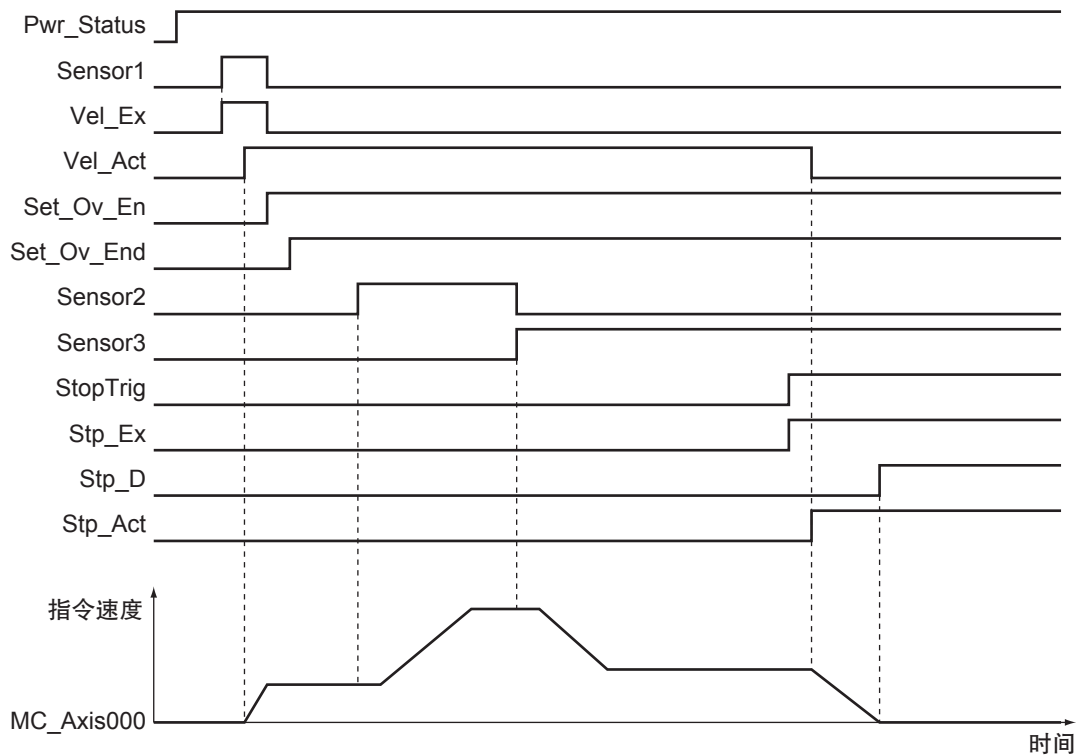 Pwr_Status
Sensor1
Vel_Ex
Vel_Act
Set_Ov_En
Set_Ov_End
Sensor2
Sensor3
StopTrig
Stp_Ex
Stp_D
Stp_Act
指令速度
MC_Axis000
时间